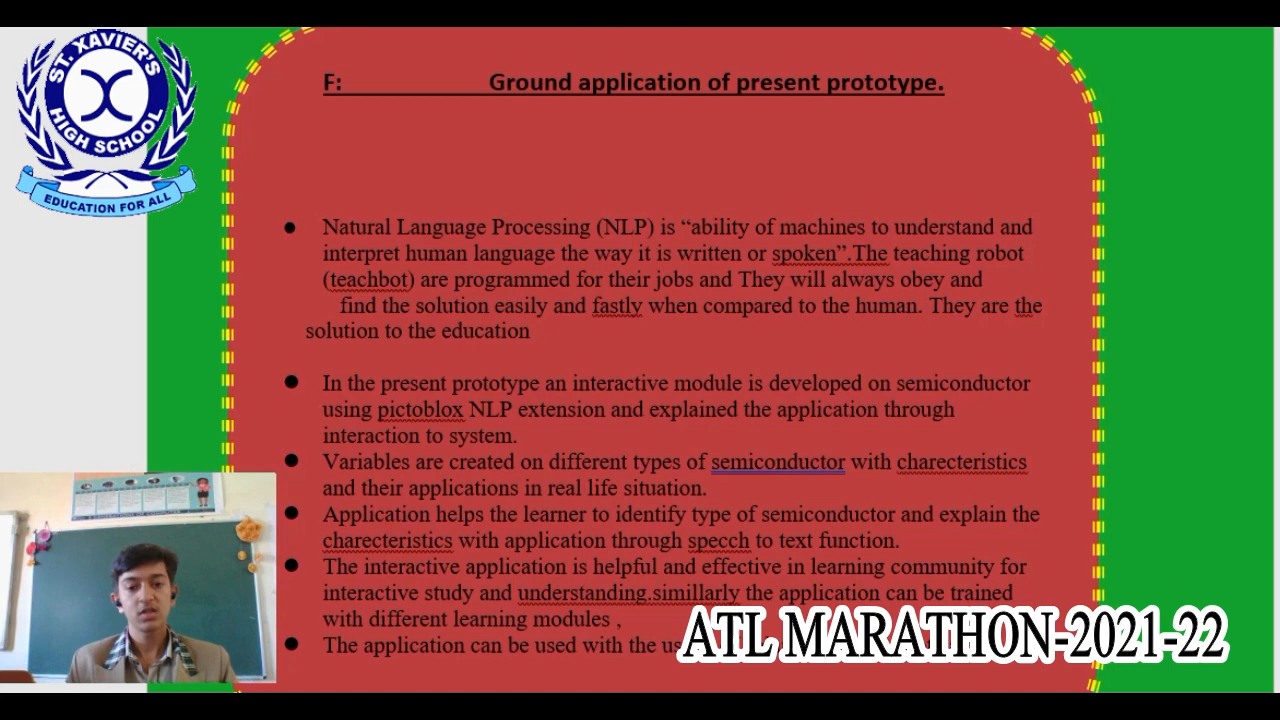 ST. XAVIER'S
HIGH SCHOOL
EDUCATION FOR ALL
F: Ground application of present prototype.
● Natural Language Processing (NLP) is “ability of machines to understand and
interpret human language the way it is written or spoken”.The teaching robot
(teachbot) are programmed for their jobs and They will always obey and
find the solution easily and fastly when compared to the human. They are the
solution to the education
● In the present prototype an interactive module is developed on semiconductor
using pictoblox NLP extension and explained the application through
interaction to system.
● Variables are created on different types of semiconductor with charecteristics
and their applications in real life situation.
● Application helps the learner to identify type of semiconductor and explain the
charecteristics with application through specch to text function.
● The interactive application is helpful and effective in learning community for
interactive study and understanding.simillarly the application can be trained
with different learning modules ,
● The application can be used with the
ATL MARATHON-2021-22